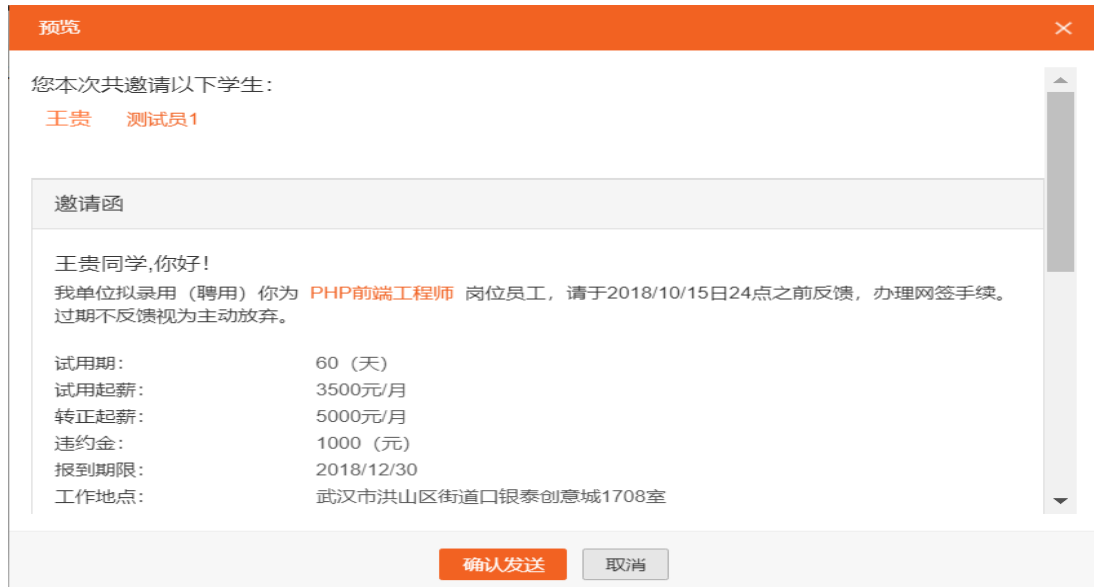 预览
您本次共邀请以下学生：
王贵 测试员1
邀请函
王贵同学,你好！
我单位拟录用（聘用）你为 PHP前端工程师 岗位员工，请于2018/10/15日24点之前反馈，办理网签手续。
过期不反馈视为主动放弃。
试用期： 60（天）
试用起薪： 3500元/月
转正起薪： 5000元/月
违约金： 1000（元）
报到期限： 2018/12/30
工作地点： 武汉市洪山区街道口银泰创意城1708室
确认发送 取消